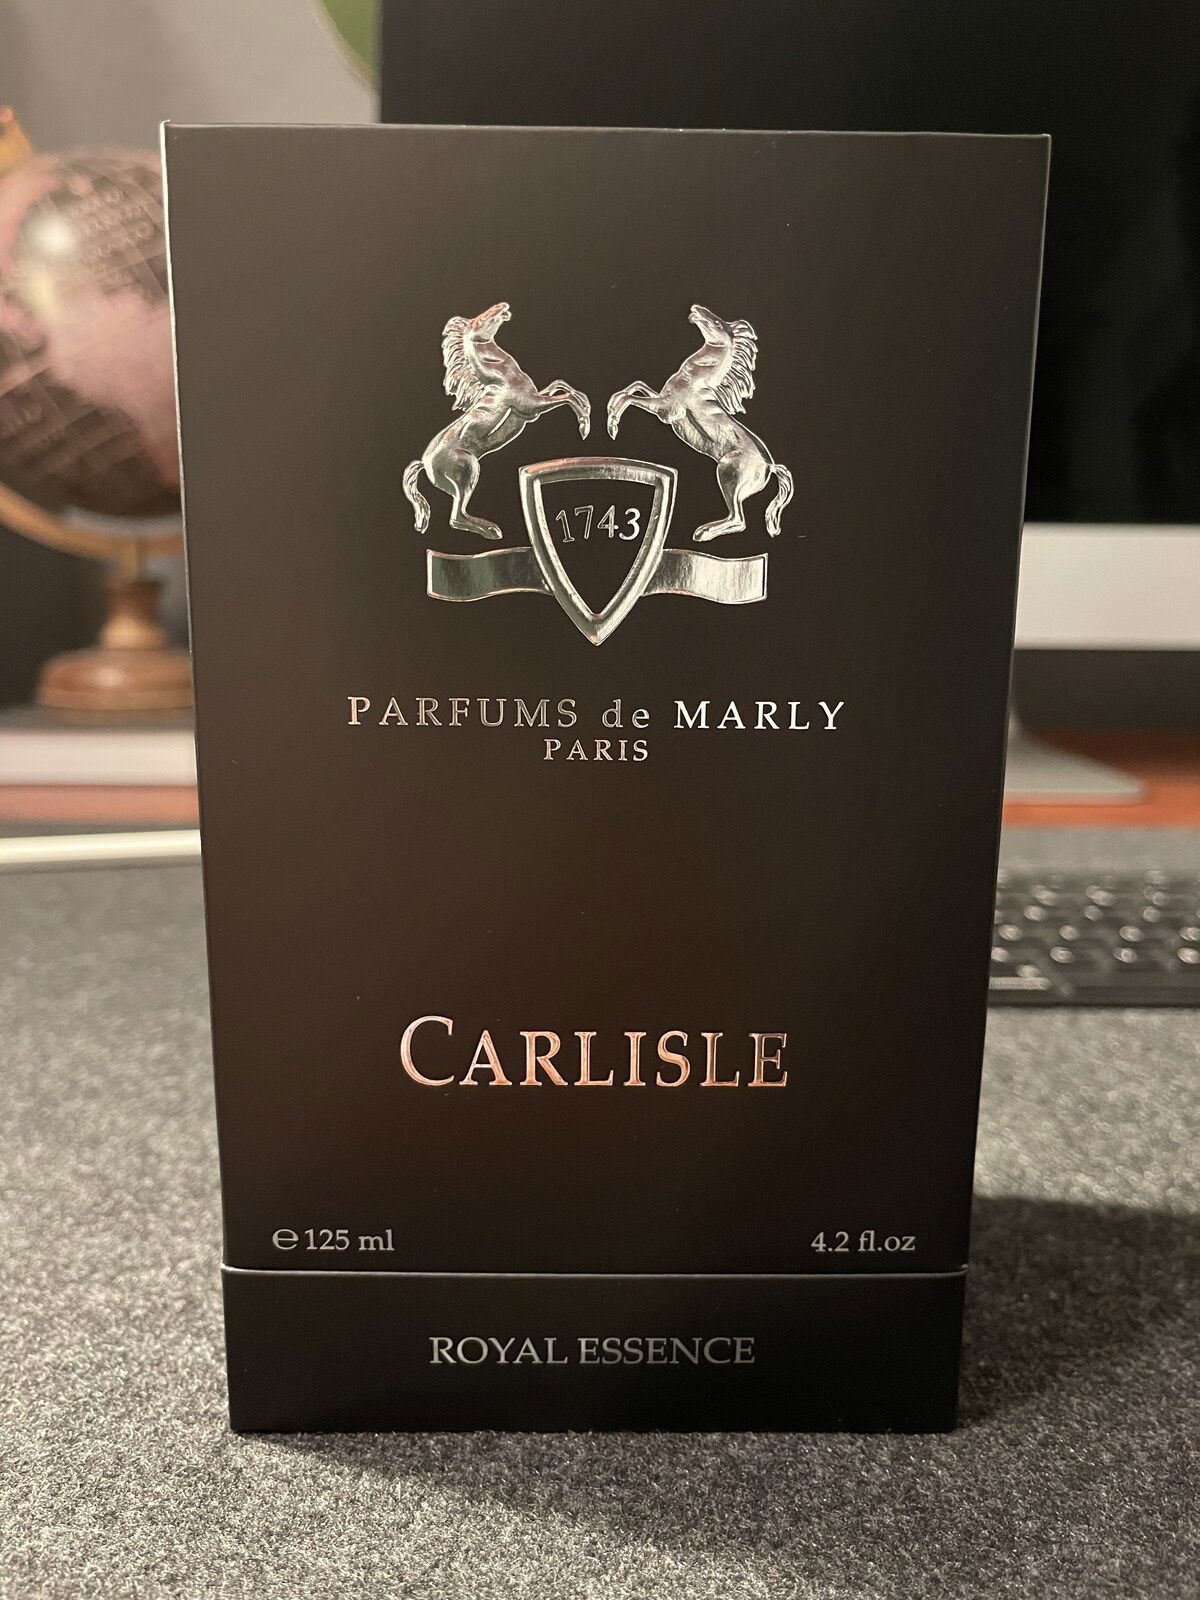 1743
PARFUMS de MARLY
PARIS
CARLISLE
℮ 125 ml
4.2 fl.oz
ROYAL ESSENCE